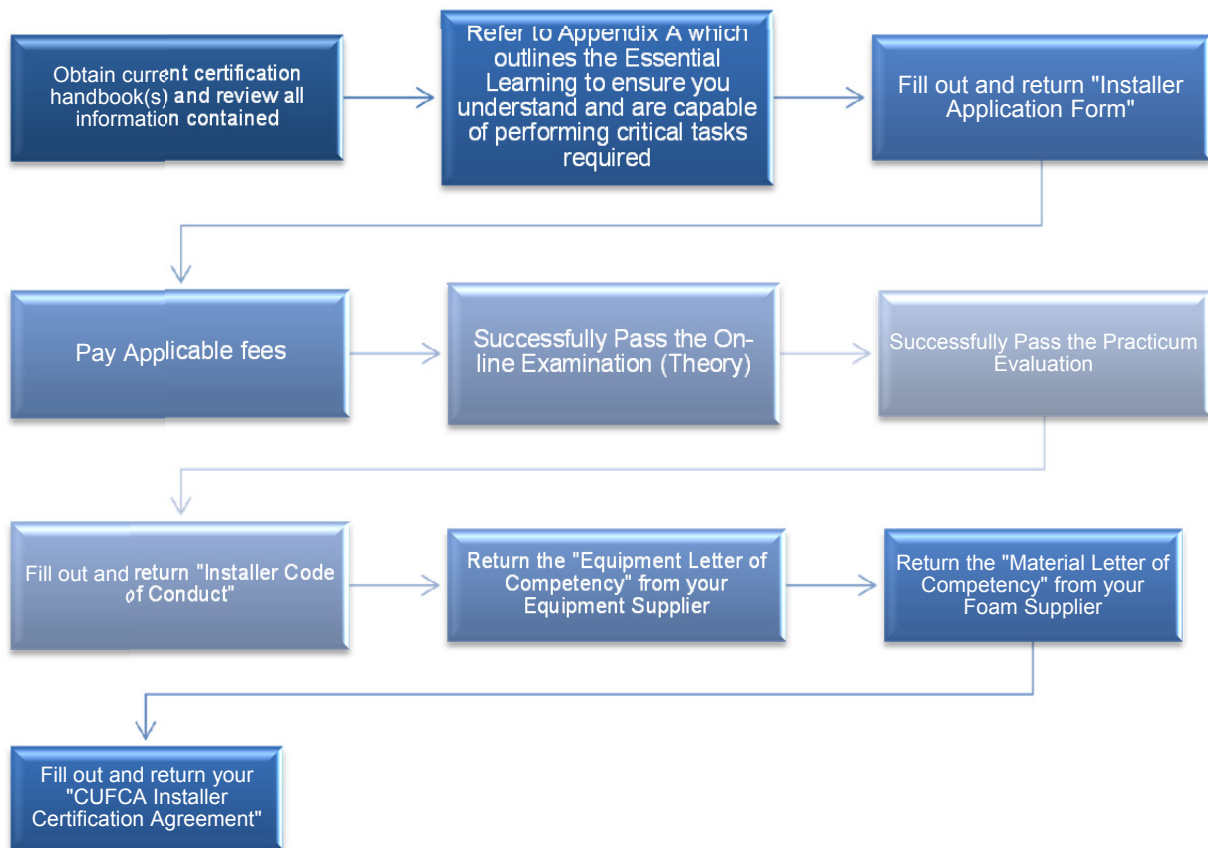 Obtain current certification
handbook(s) and review all
information contained
Refer to Appendix A which
outlines the Essential
Learning to ensure you
understand and are capable
of performing critical tasks
required
Fill out and return "Installer
Application Form"
Pay Applicable fees
Successfully Pass the On-
line Examination (Theory)
Successfully Pass the Practicum
Evaluation
Fill out and return "Installer Code
of Conduct"
Return the "Equipment Letter of
Competency" from your
Equipment Supplier
Return the "Material Letter of
Competency" from your
Foam Supplier
Fill out and return your
"CUFCA Installer
Certification Agreement"